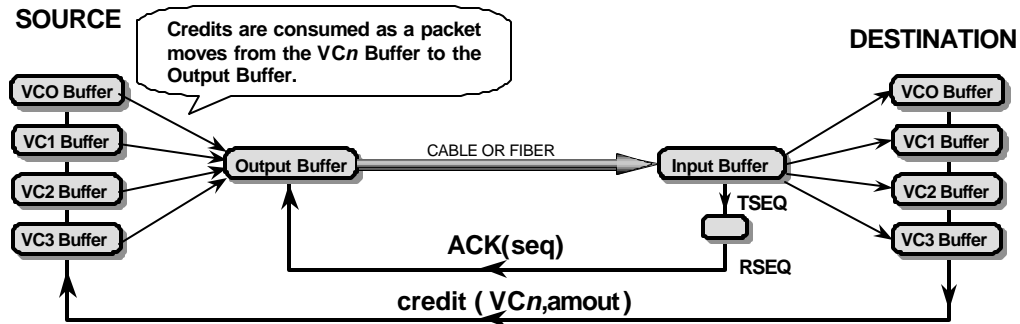 SOURCE
Credits are consumed as a packet
moves from the VCn Buffer to the
Output Buffer.
DESTINATION
VCO Buffer
VC1 Buffer
VC2 Buffer
VC3 Buffer
Output Buffer
CABLE OR FIBER
Input Buffer
VCO Buffer
VC1 Buffer
VC2 Buffer
VC3 Buffer
TSEQ
RSEQ
ACK(seq)
credit ( VCn,amout )